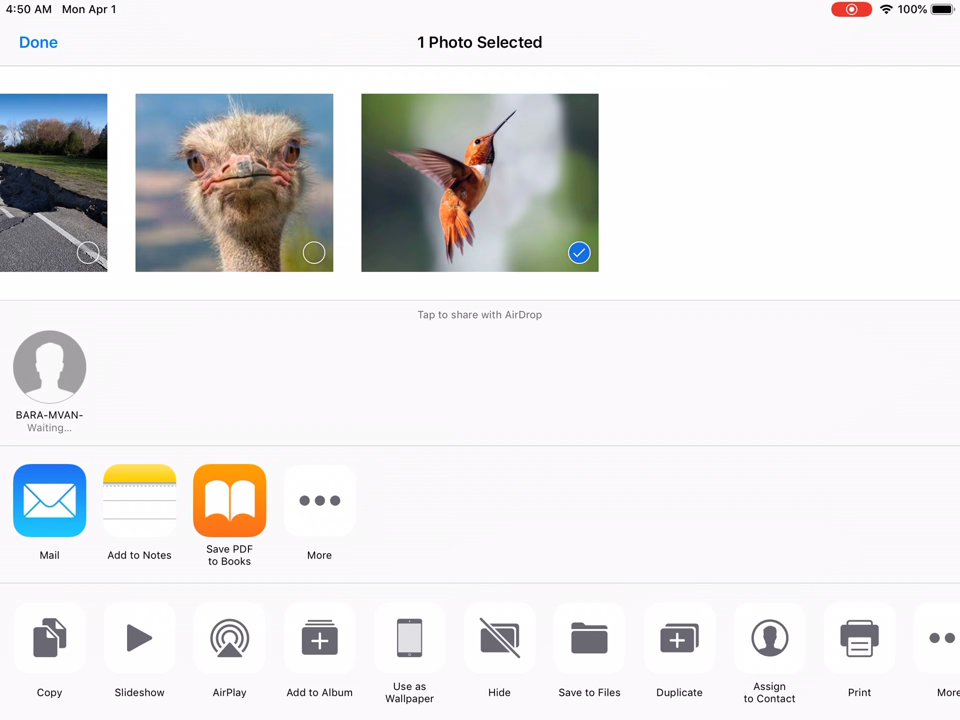 4:50 AM Mon Apr 1
100%
Done
1 Photo Selected
Tap to share with AirDrop
BARA-MVAN-
Waiting...
Mail
Add to Notes
Save PDF
to Books
More
Copy
Slideshow
AirPlay
Add to Album
Use as
Wallpaper
Hide
Save to Files
Duplicate
Assign
to Contact
Print
More